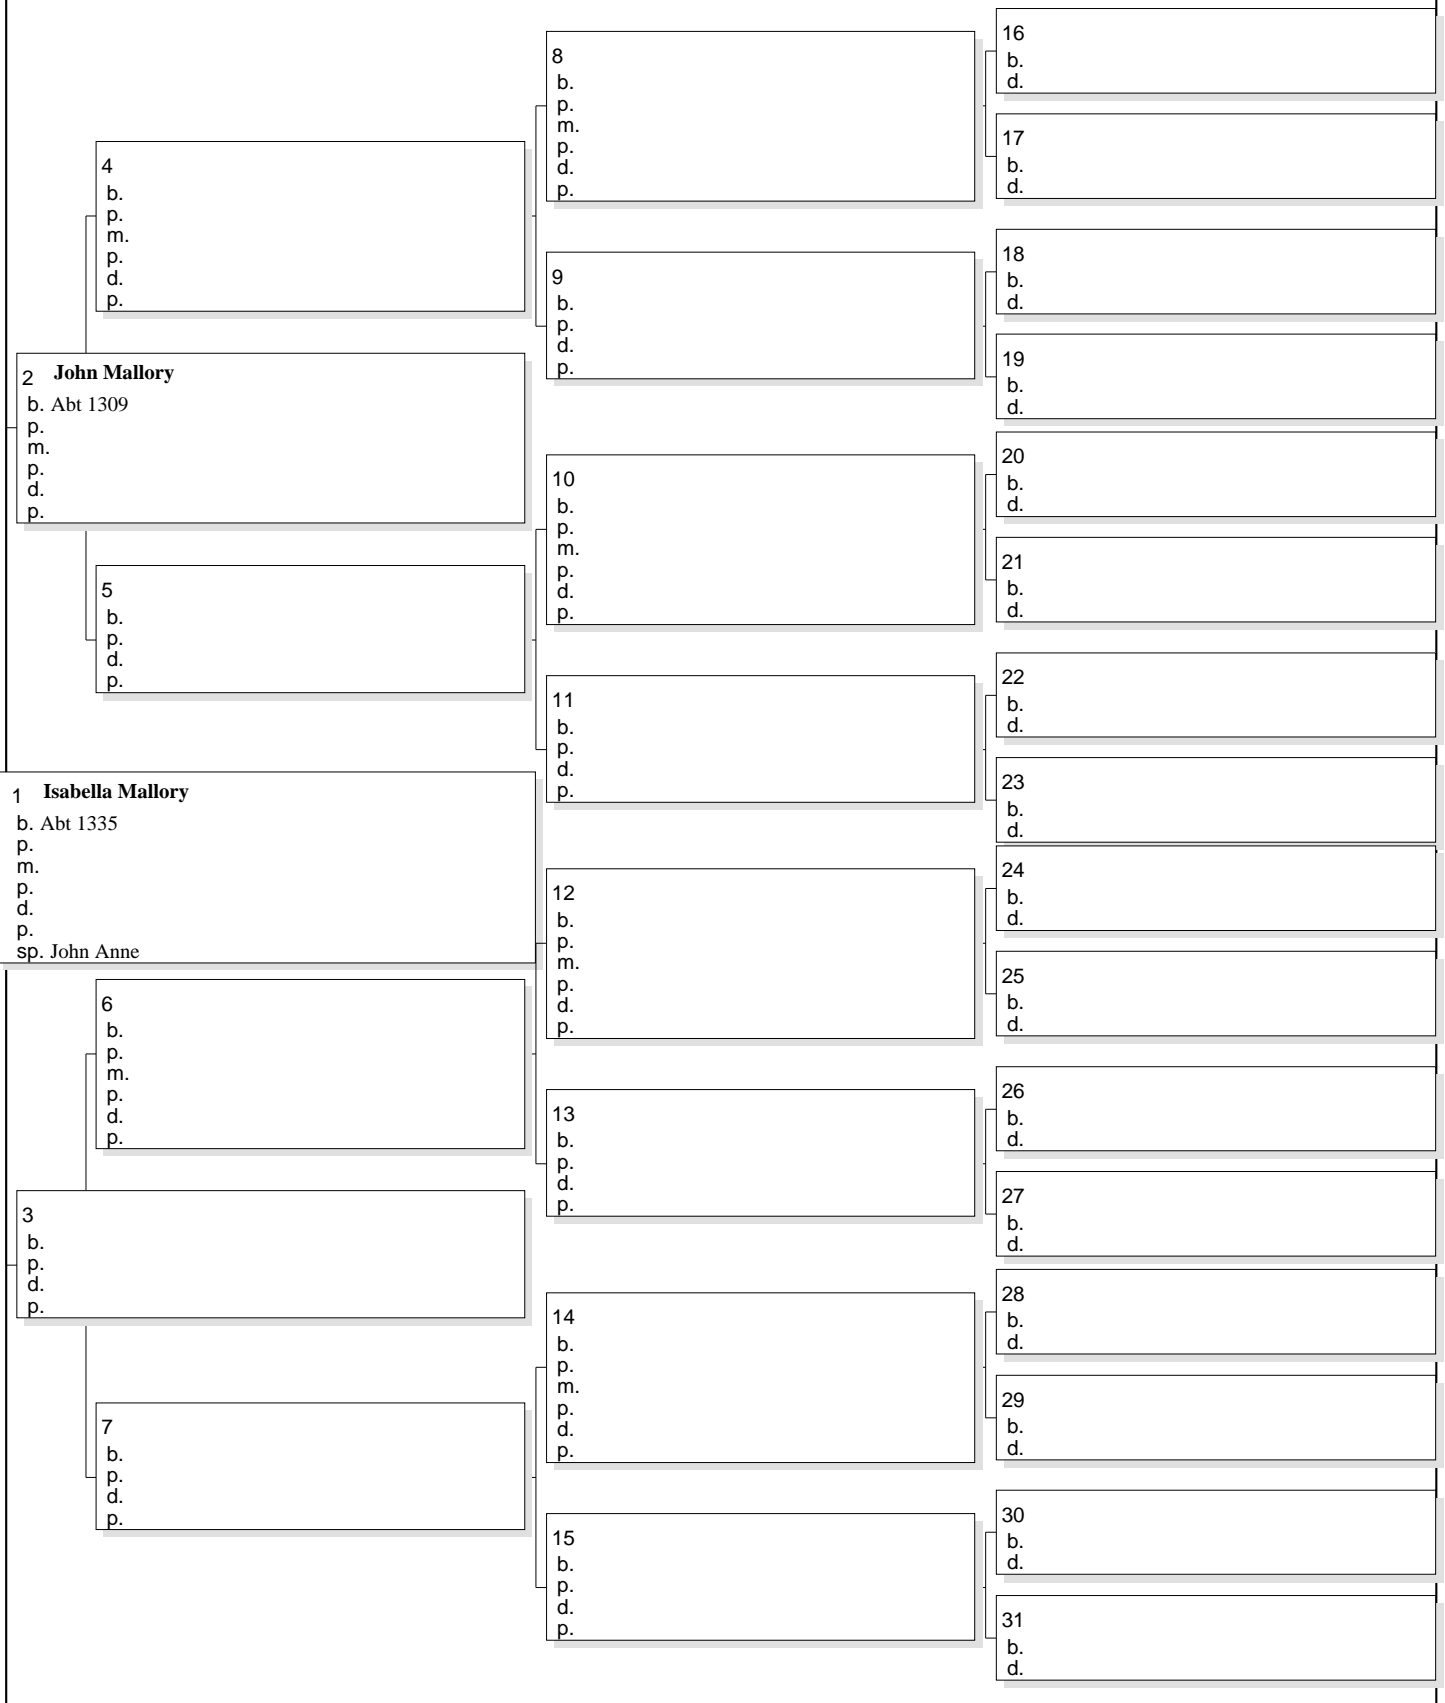 16
b.
d.
8
b.
p.
m.
p.
d.
p.
17
b.
d.
4
b.
p.
m.
p.
d.
p.
18
b.
d.
9
b.
p.
d.
p.
19
b.
d.
2 John Mallory
b. Abt 1309
p.
m.
p.
d.
p.
20
b.
d.
10
b.
p.
m.
p.
d.
p.
21
b.
d.
5
b.
p.
d.
p.
22
b.
d.
11
b.
p.
d.
p.
23
b.
d.
1 Isabella Mallory
b. Abt 1335
p.
m.
p.
d.
p.
sp. John Anne
24
b.
d.
12
b.
p.
m.
p.
d.
p.
25
b.
d.
6
b.
p.
m.
p.
d.
p.
26
b.
d.
13
b.
p.
d.
p.
27
b.
d.
3
b.
p.
d.
p.
28
b.
d.
14
b.
p.
m.
p.
d.
p.
29
b.
d.
7
b.
p.
d.
p.
30
b.
d.
15
b.
p.
d.
p.
31
b.
d.